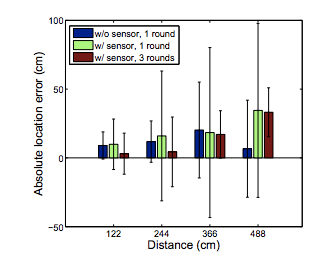 w/o sensor, 1 round
w/ sensor, 1 round
w/ sensor, 3 rounds
Absolute location error (cm)
100
50
0
−50
122
244
366
488
Distance (cm)